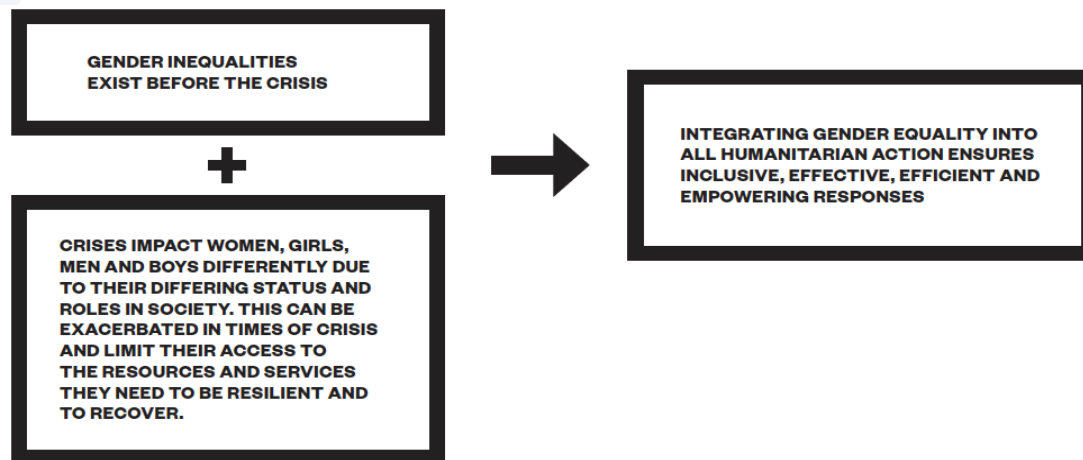 GENDER INEQUALITIES
EXIST BEFORE THE CRISIS
CRISES IMPACT WOMEN, GIRLS,
MEN AND BOYS DIFFERENTLY DUE
TO THEIR DIFFERING STATUS AND
ROLES IN SOCIETY. THIS CAN BE
EXACERBATED IN TIMES OF CRISIS
AND LIMIT THEIR ACCESS TO
THE RESOURCES AND SERVICES
THEY NEED TO BE RESILIENT AND
TO RECOVER.
INTEGRATING GENDER EQUALITY INTO
ALL HUMANITARIAN ACTION ENSURES
INCLUSIVE, EFFECTIVE, EFFICIENT AND
EMPOWERING RESPONSES